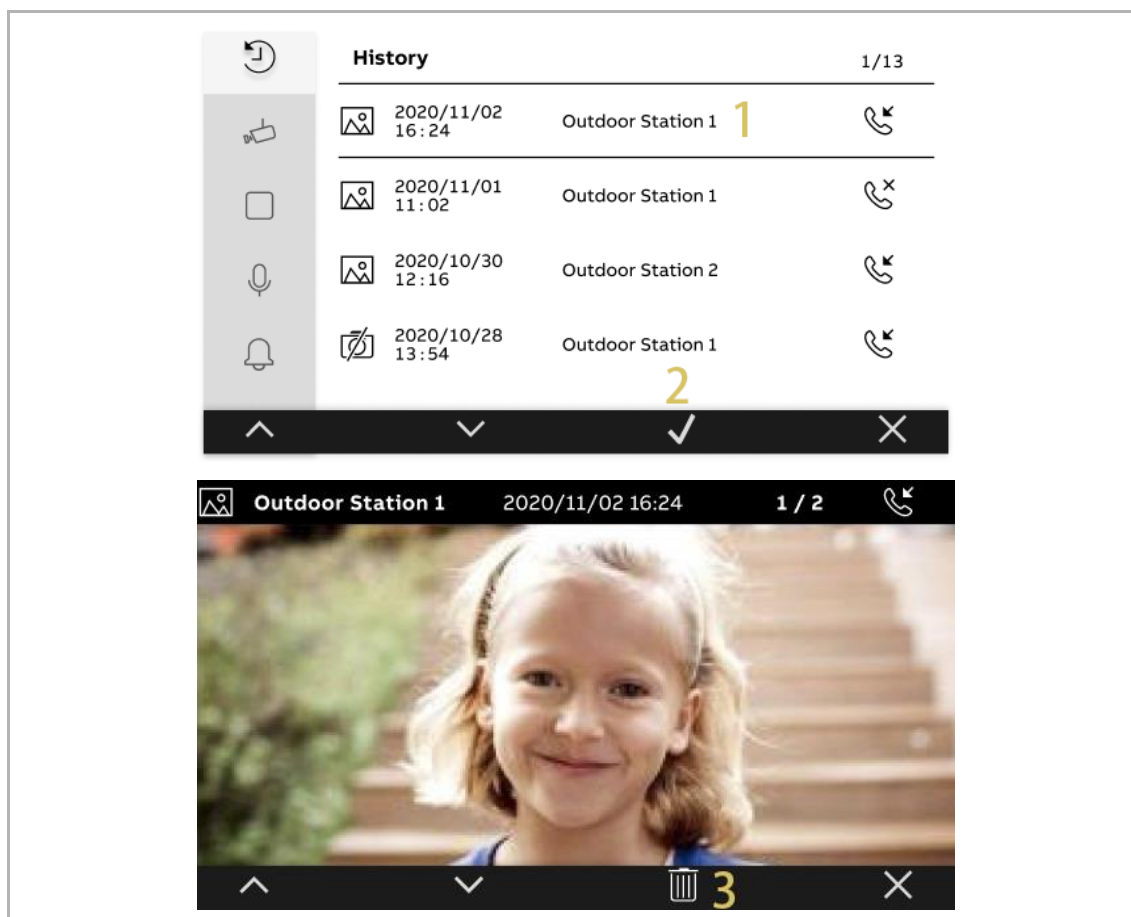 History 1/13
2020/11/02
16:24
Outdoor Station 1
1
2020/11/01
11:02
Outdoor Station 1
2020/10/30
12:16
Outdoor Station 2
2020/10/28
13:54
Outdoor Station 1
2
Outdoor Station 1 2020/11/02 16:24 1 / 2
3